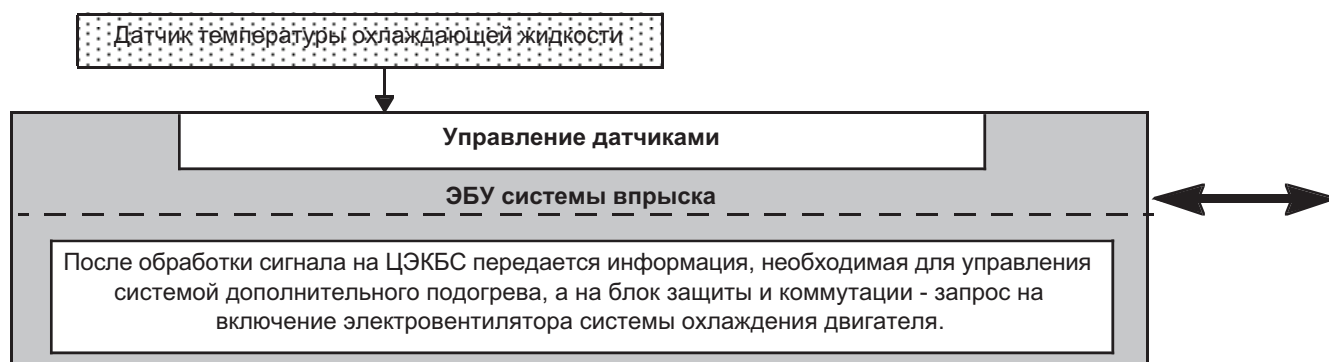 Датчик температуры охлаждающей жидкости
Управление датчиками
ЭБУ системы впрыска
После обработки сигнала на ЦЭКБС передается информация, необходимая для управления
системой дополнительного подогрева, а на блок защиты и коммутации - запрос на
включение электровентилятора системы охлаждения двигателя.